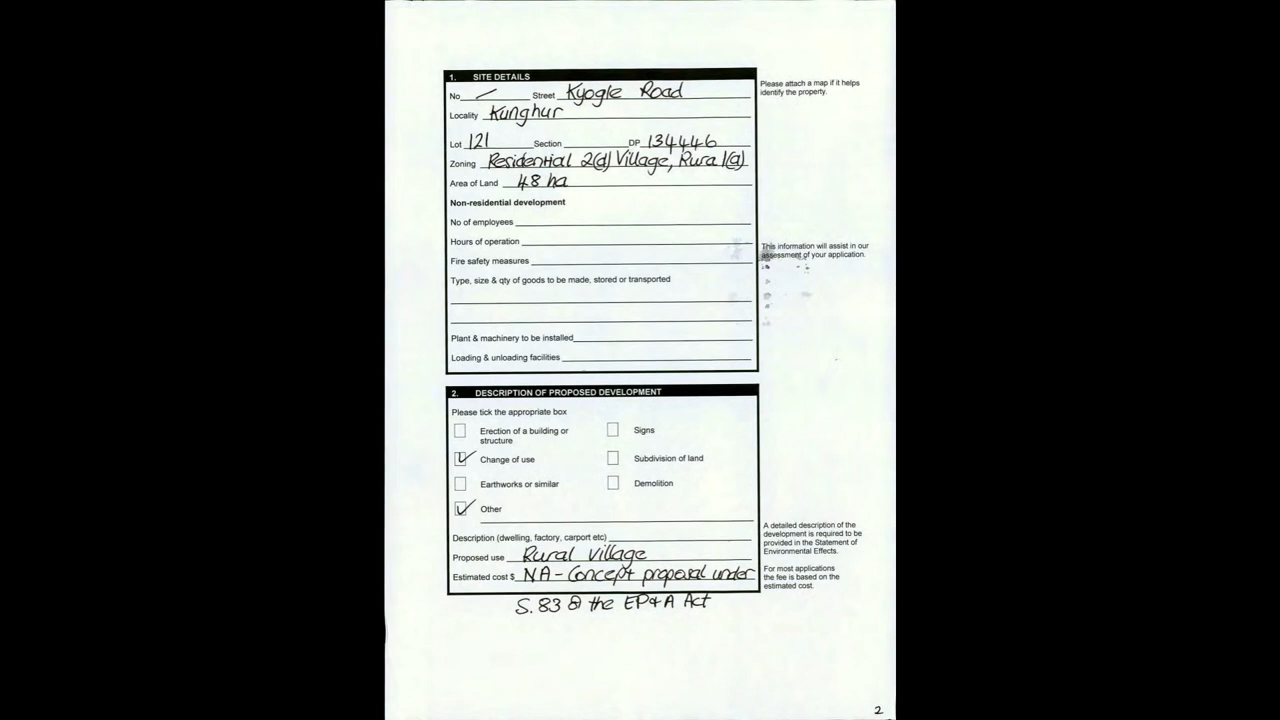 1. SITE DETAILS
No Street Kyogle Road
Please attach a map if it helps
identify the property.
Locality Kunghur
Lot 121 Section DP 134446
Zoning Residential 2(d) Village, Rural 1(a)
Area of Land 48 ha
Non-residential development
No of employees
Hours of operation
This information will assist in our
assessment of your application.
Fire safety measures
Type, size & qty of goods to be made, stored or transported
Plant & machinery to be installed
Loading & unloading facilities
2. DESCRIPTION OF PROPOSED DEVELOPMENT
Please tick the appropriate box
Erection of a building or
structure
Signs
Change of use
Subdivision of land
Earthworks or similar
Demolition
Other
A detailed description of the
development is required to be
provided in the Statement of
Environmental Effects.
Description (dwelling, factory, carport etc)
Proposed use Rural Village
Estimated cost $ NA - Concept proposal under
For most applications
the fee is based on the
estimated cost.
S. 83 the EP&A Act
2